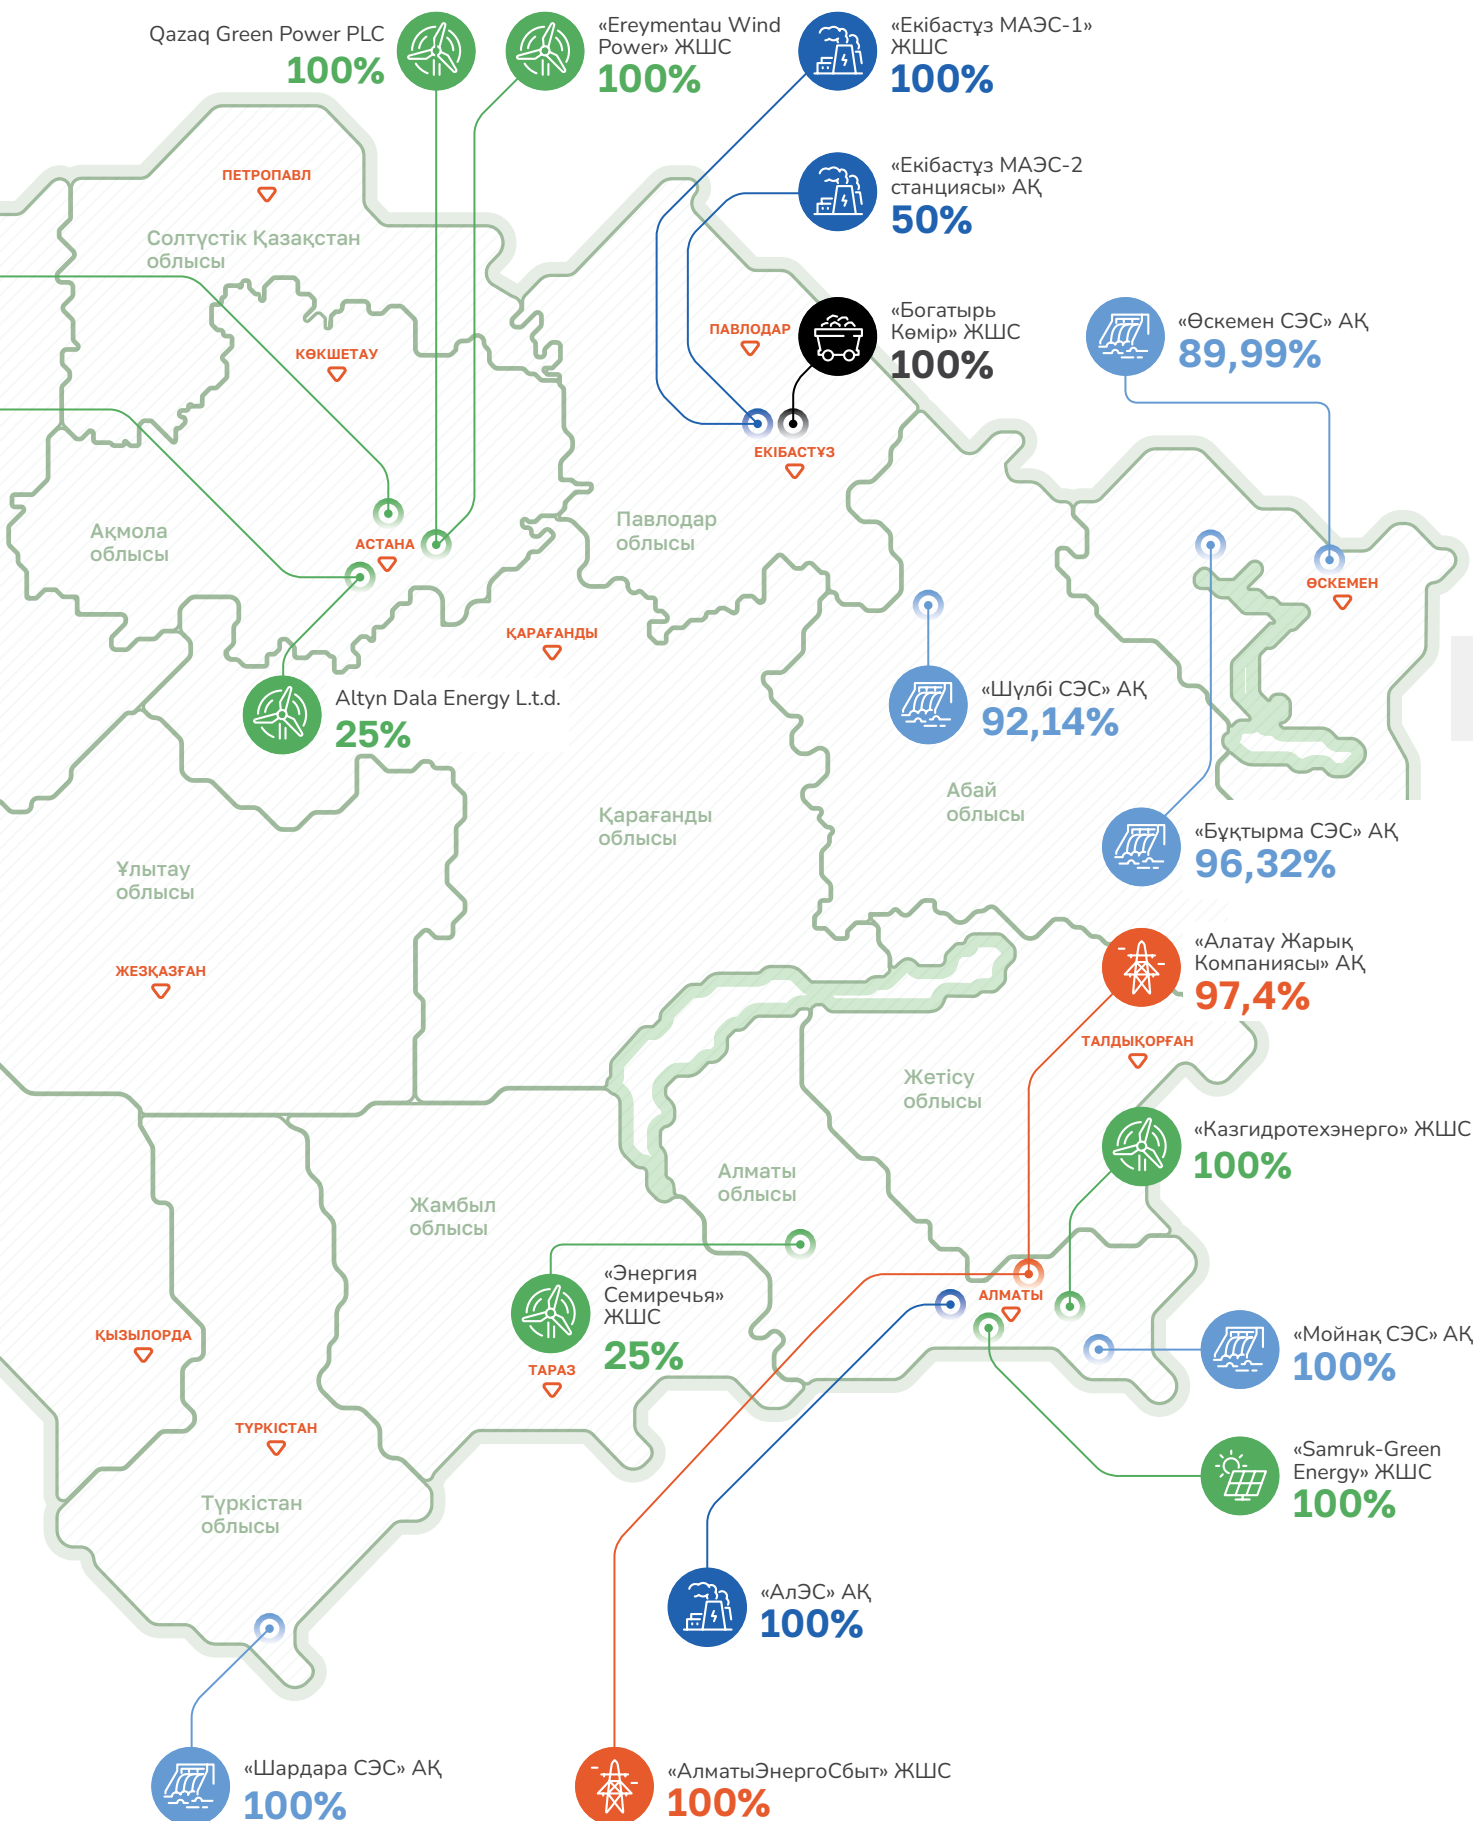 Qazaq Green Power PLC
100%
«Ereymentau Wind
Power» ЖШС
100%
«Екібастұз МАЭС-1»
ЖШС
100%
«Екібастұз МАЭС-2
станциясы» АҚ
50%
ПЕТРОПАВЛ
Солтүстік Қазақстан
облысы
«Богатырь
Көмір» ЖШС
100%
«Өскемен СЭС» АҚ
89,99%
ПАВЛОДАР
КӨКШЕТАУ
ЕКІБАСТҰЗ
Ақмола
облысы
Павлодар
облысы
АСТАНА
ӨСКЕМЕН
ҚАРАҒАНДЫ
Altyn Dala Energy L.t.d.
25%
«Шүлбі СЭС» АҚ
92,14%
Абай
облысы
Қарағанды
облысы
«Бұқтырма СЭС» АҚ
96,32%
Ұлытау
облысы
«Алатау Жарық
Компаниясы» АҚ
97,4%
ЖЕЗҚАЗҒАН
ТАЛДЫҚОРҒАН
Жетісу
облысы
«Казгидротехэнерго» ЖШС
100%
Алматы
облысы
Жамбыл
облысы
«Энергия
Семиречья»
ЖШС
25%
АЛМАТЫ
ҚЫЗЫЛОРДА
«Мойнақ СЭС» АҚ
100%
ТАРАЗ
ТҮРКІСТАН
«Samruk-Green
Energy» ЖШС
100%
Түркістан
облысы
«АлЭС» АҚ
100%
«Шардара СЭС» АҚ
100%
«АлматыЭнергоСбыт» ЖШС
100%